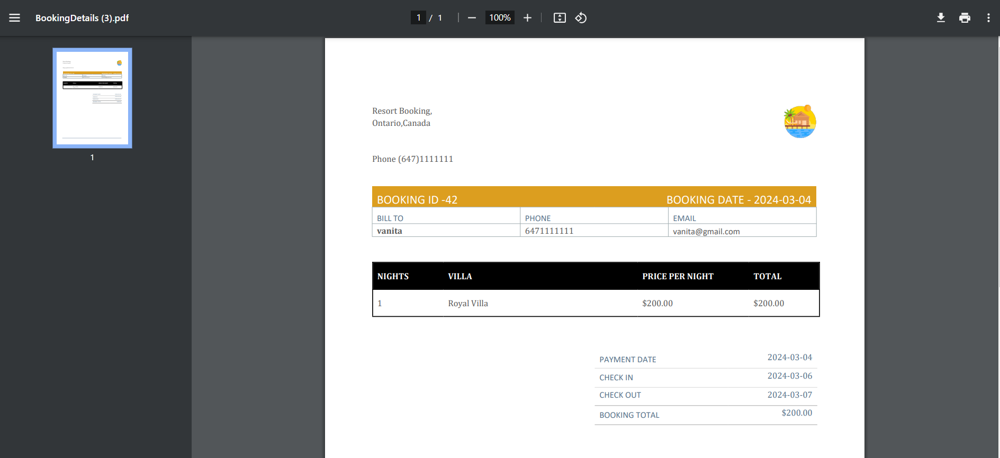 BookingDetails (3).pdf
1 / 1
100%
1
Resort Booking,
Ontario,Canada
Phone (647)1111111
BOOKING ID -42 BOOKING DATE - 2024-03-04
BILL TO PHONE EMAIL
vanita 6471111111 vanita@gmail.com
NIGHTS VILLA PRICE PER NIGHT TOTAL
1 Royal Villa $200.00 $200.00
PAYMENT DATE 2024-03-04
CHECK IN 2024-03-06
CHECK OUT 2024-03-07
BOOKING TOTAL $200.00